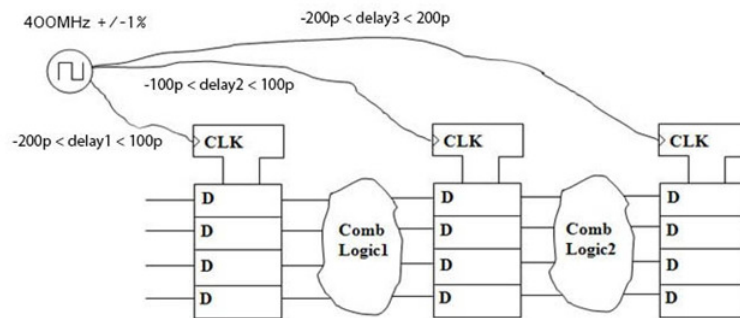 400MHz +/-1%
-200p < delay3 < 200p
-100p < delay2 < 100p
-200p < delay1 < 100p
CLK
CLK
CLK
D
D
D
D
D
D
D
D
D
D
D
D
Comb
Logic1
Comb
Logic2